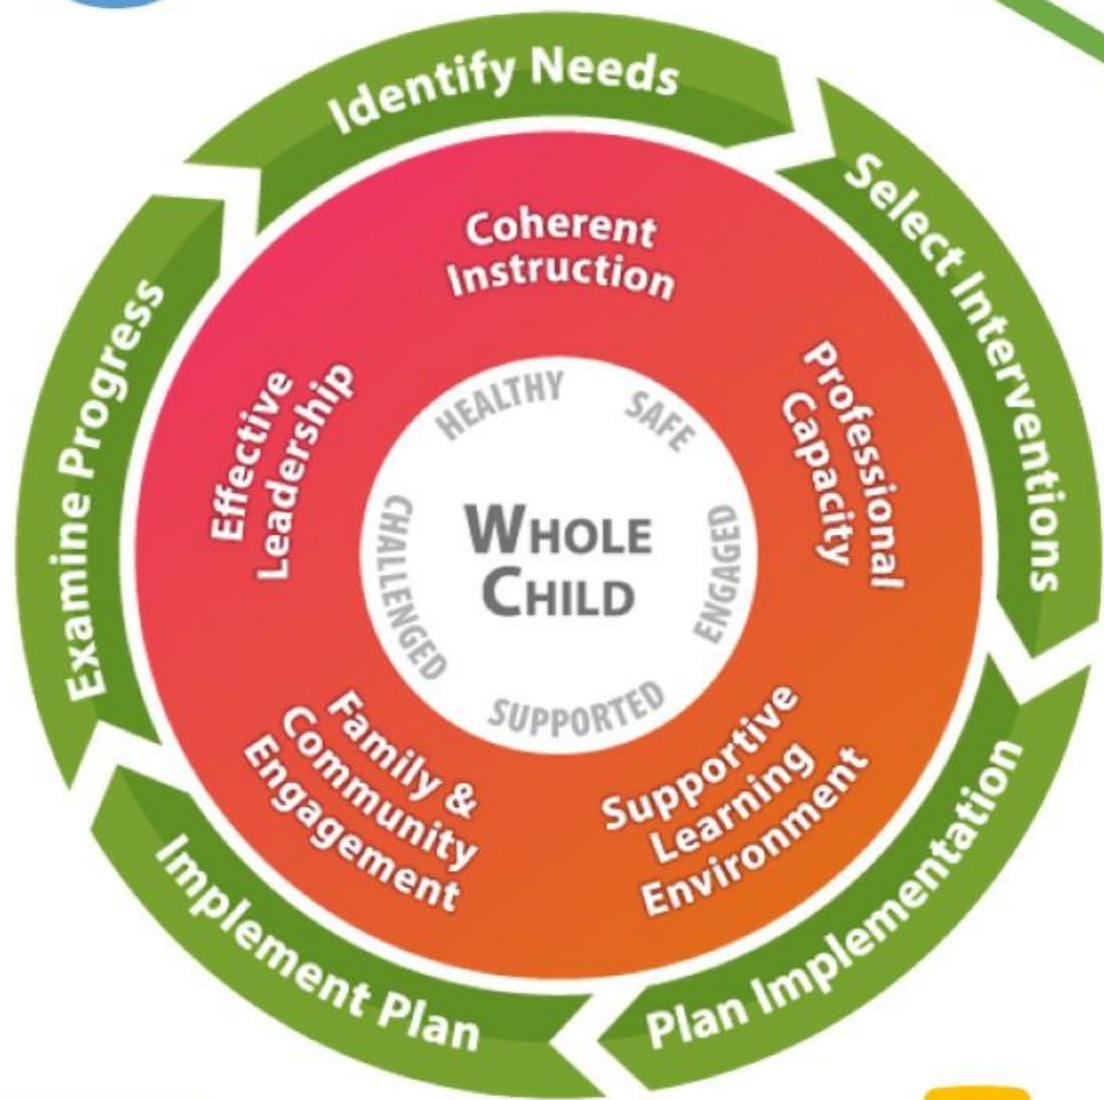 Identify Needs
Select Interventions
Plan Implementation
Implement Plan
Examine Progress
Coherent
Instruction
Professional
Capacity
Supportive
Learning
Environment
Family &
Community
Engagement
Effective
Leadership
HEALTHY
SAFE
ENGAGED
SUPPORTED
CHALLENGED
WHOLE
CHILD